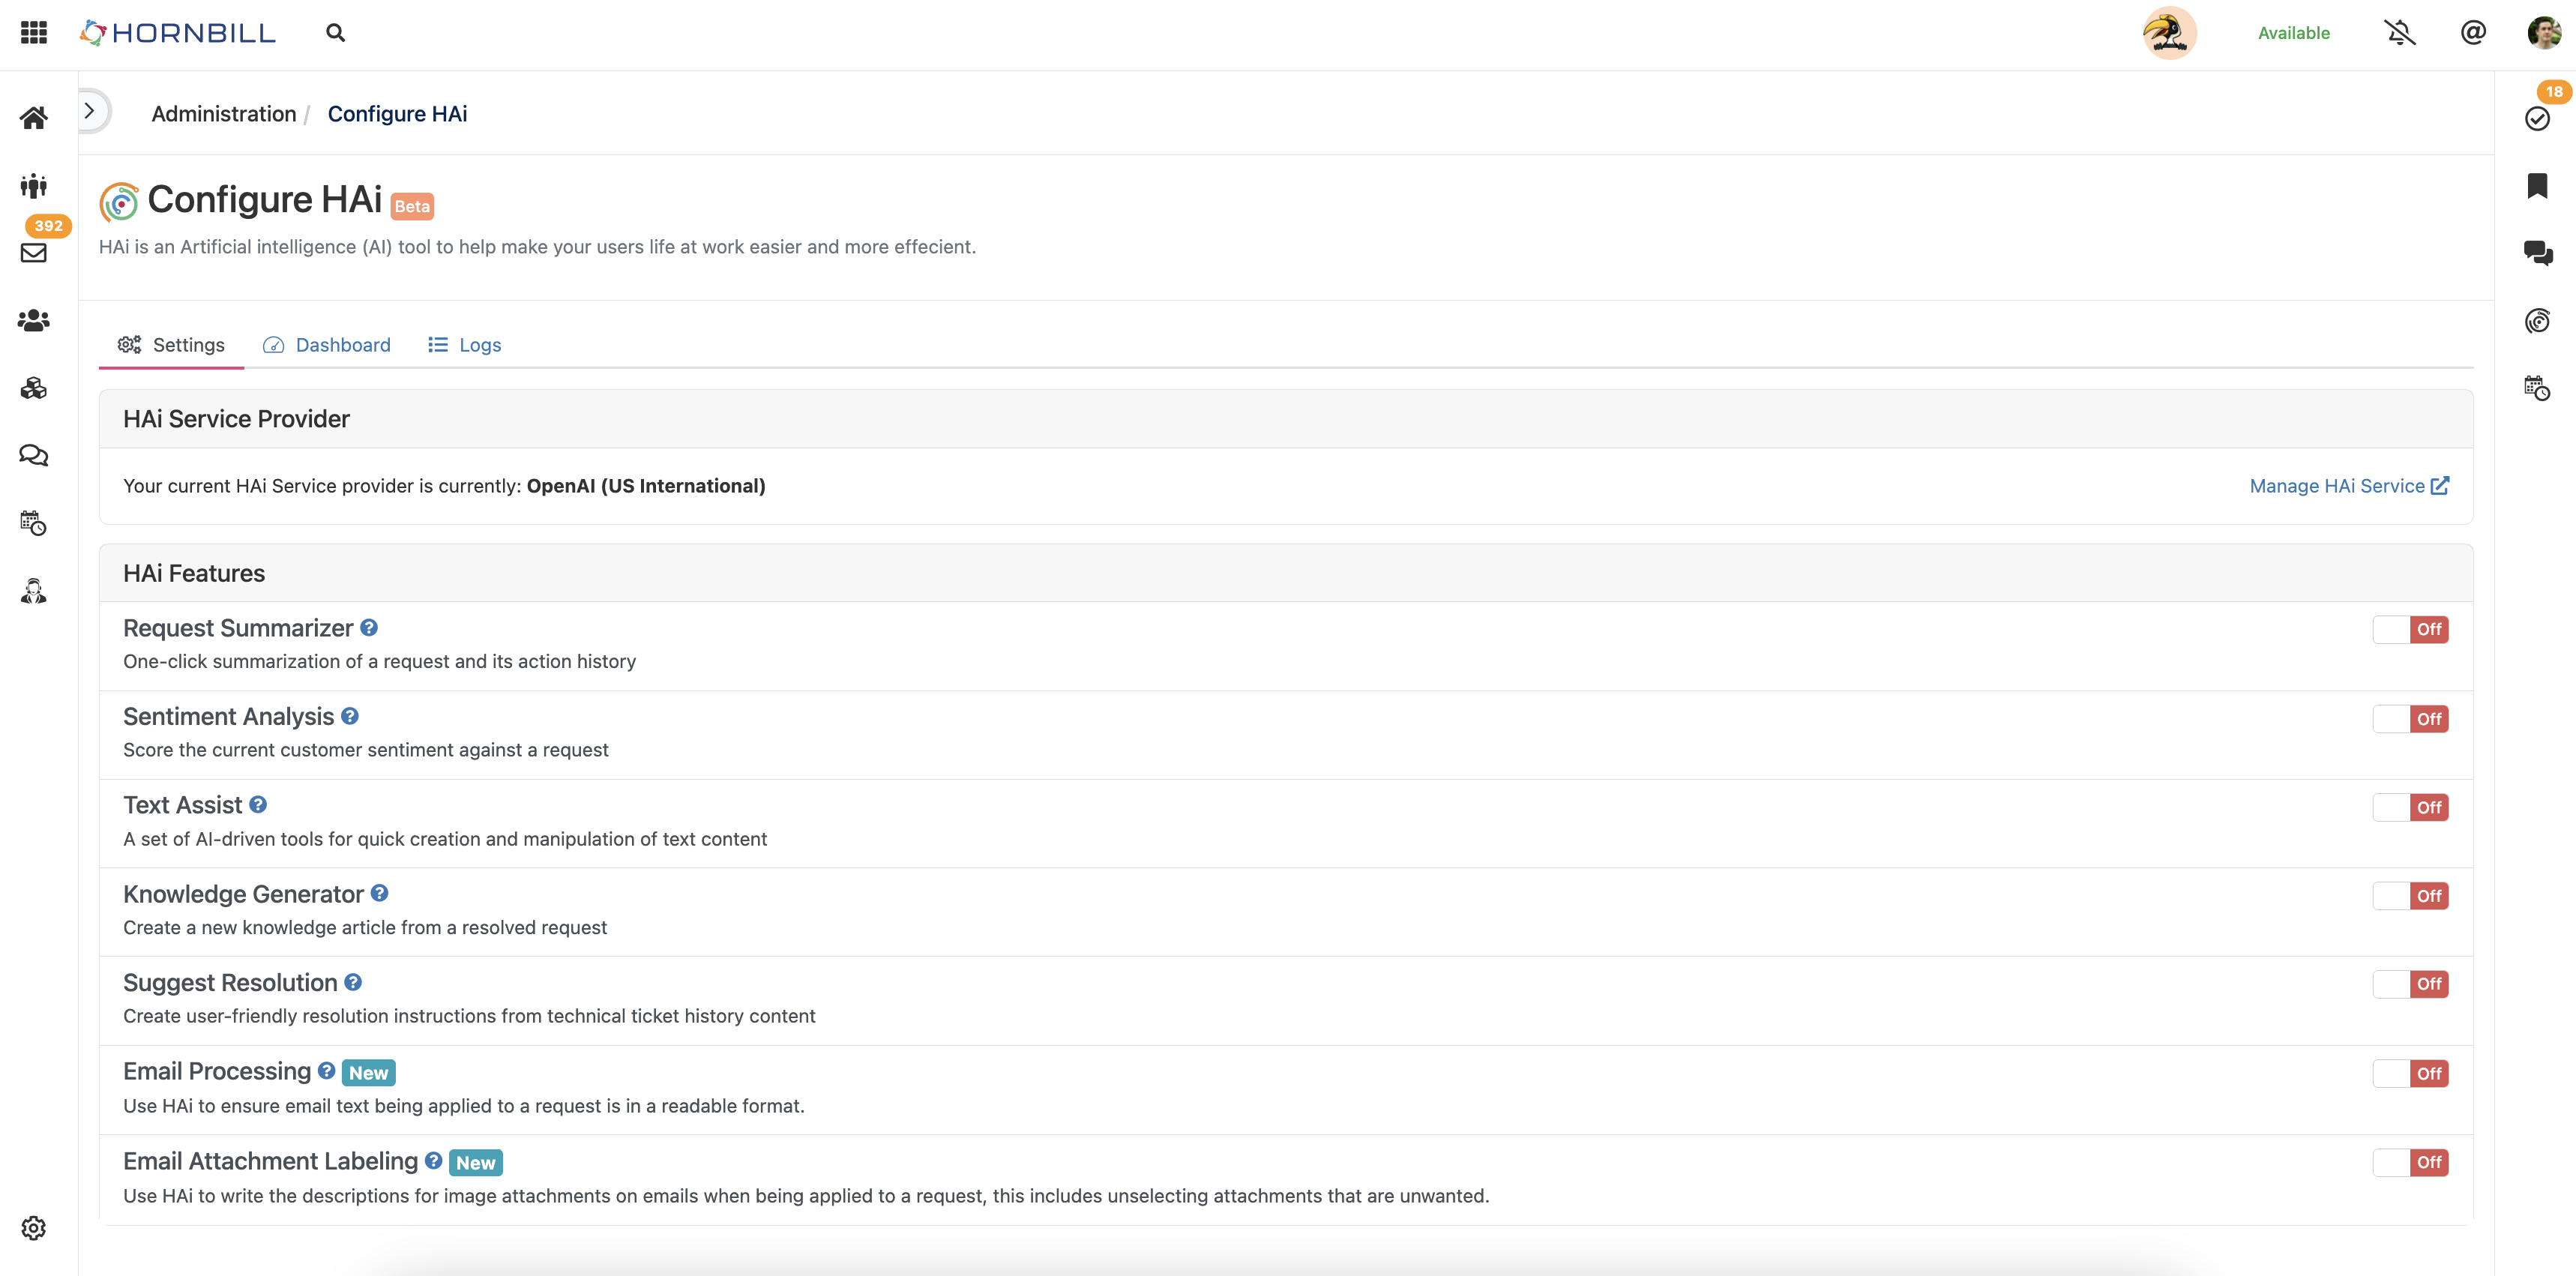 HORNBILL
Available
@
18
Administration / Configure HAi
Configure HAi Beta
392
HAi is an Artificial intelligence (AI) tool to help make your users life at work easier and more effecient.
Settings Dashboard Logs
HAi Service Provider
Your current HAi Service provider is currently: OpenAI (US International) Manage HAi Service
HAi Features
Request Summarizer ? Off
One-click summarization of a request and its action history
Sentiment Analysis ? Off
Score the current customer sentiment against a request
Text Assist ? Off
A set of AI-driven tools for quick creation and manipulation of text content
Knowledge Generator ? Off
Create a new knowledge article from a resolved request
Suggest Resolution ? Off
Create user-friendly resolution instructions from technical ticket history content
Email Processing ? New Off
Use HAi to ensure email text being applied to a request is in a readable format.
Email Attachment Labeling ? New Off
Use HAi to write the descriptions for image attachments on emails when being applied to a request, this includes unselecting attachments that are unwanted.